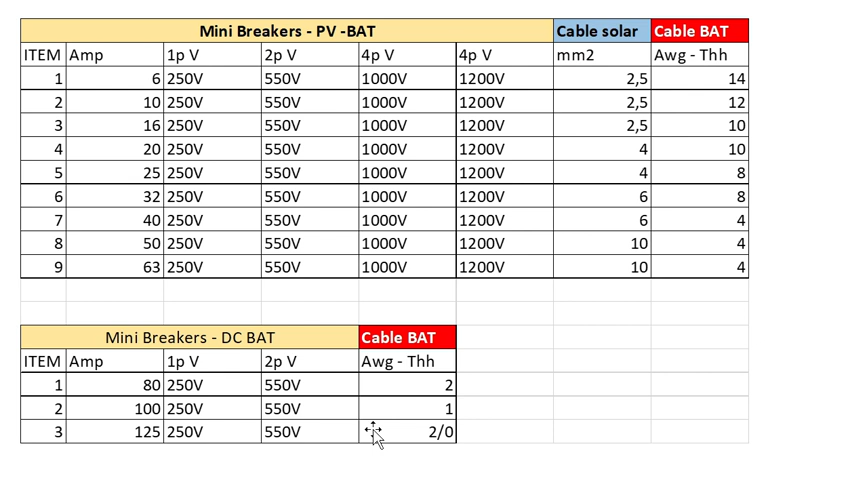 Mini Breakers - PV -BAT Cable solar Cable BAT
ITEM Amp 1p V 2p V 4p V 4p V mm2 Awg - Thh
1 6 250V 550V 1000V 1200V 2,5 14
2 10 250V 550V 1000V 1200V 2,5 12
3 16 250V 550V 1000V 1200V 2,5 10
4 20 250V 550V 1000V 1200V 4 10
5 25 250V 550V 1000V 1200V 4 8
6 32 250V 550V 1000V 1200V 6 8
7 40 250V 550V 1000V 1200V 6 4
8 50 250V 550V 1000V 1200V 10 4
9 63 250V 550V 1000V 1200V 10 4
Mini Breakers - DC BAT Cable BAT
ITEM Amp 1p V 2p V Awg - Thh
1 80 250V 550V 2
2 100 250V 550V 1
3 125 250V 550V 2/0